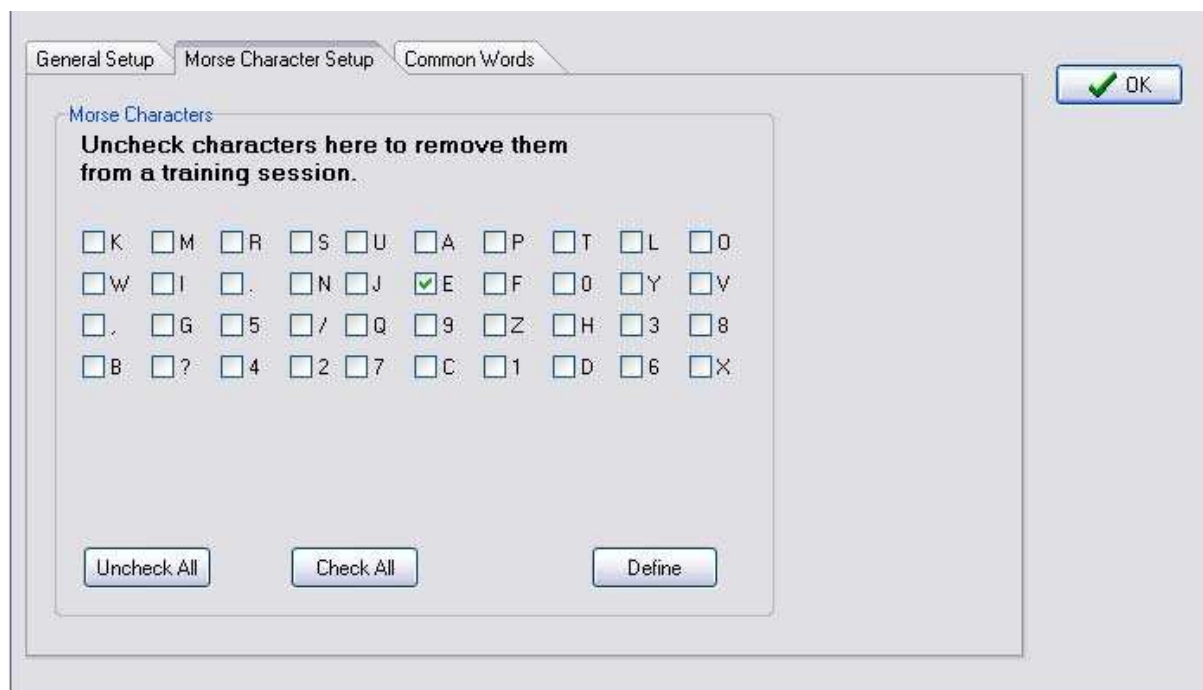 General Setup Morse Character Setup Common Words
OK
Morse Characters
Uncheck characters here to remove them
from a training session.
K M R S U A P T L O
W I . N J E F 0 Y V
, G 5 / Q 9 Z H 3 8
B ? 4 2 7 C 1 D 6 X
Uncheck All Check All Define